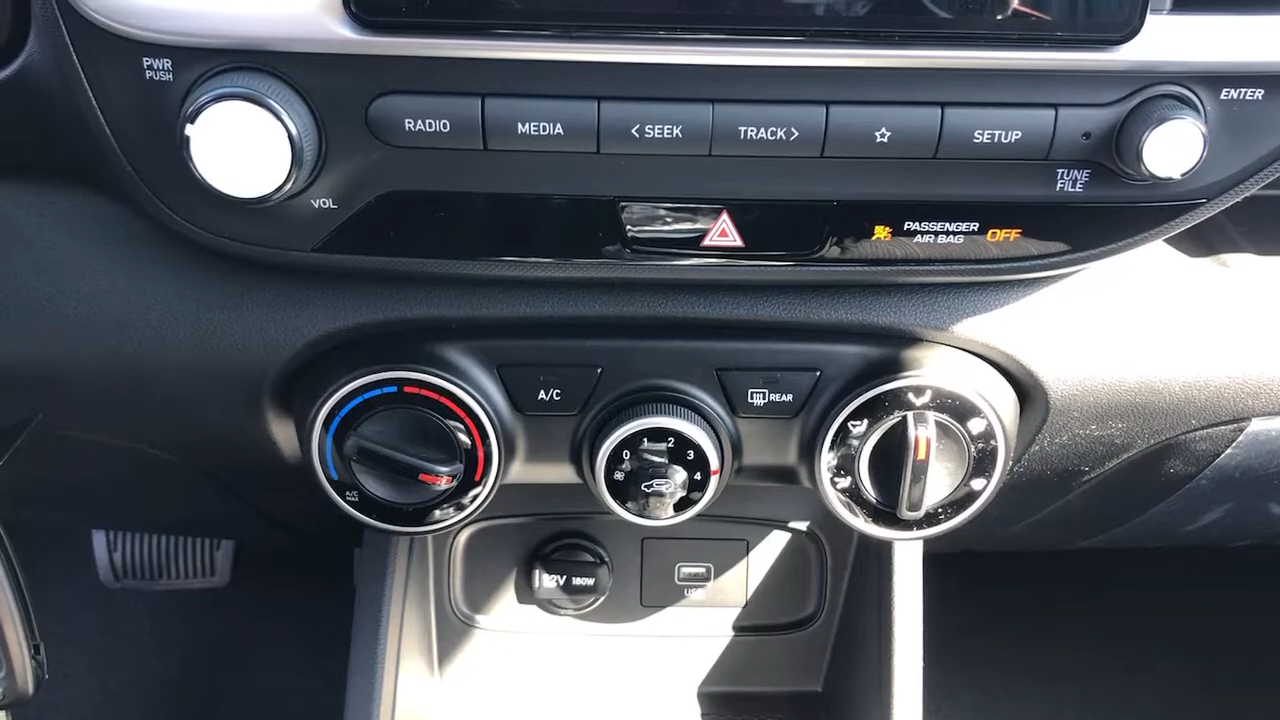 PWR
PUSH
VOL
RADIO
MEDIA
< SEEK
TRACK >
SETUP
ENTER
TUNE
FILE
PASSENGER
AIR BAG
OFF
A/C
REAR
A/C
MAX
0
1
2
3
4
12V 180W